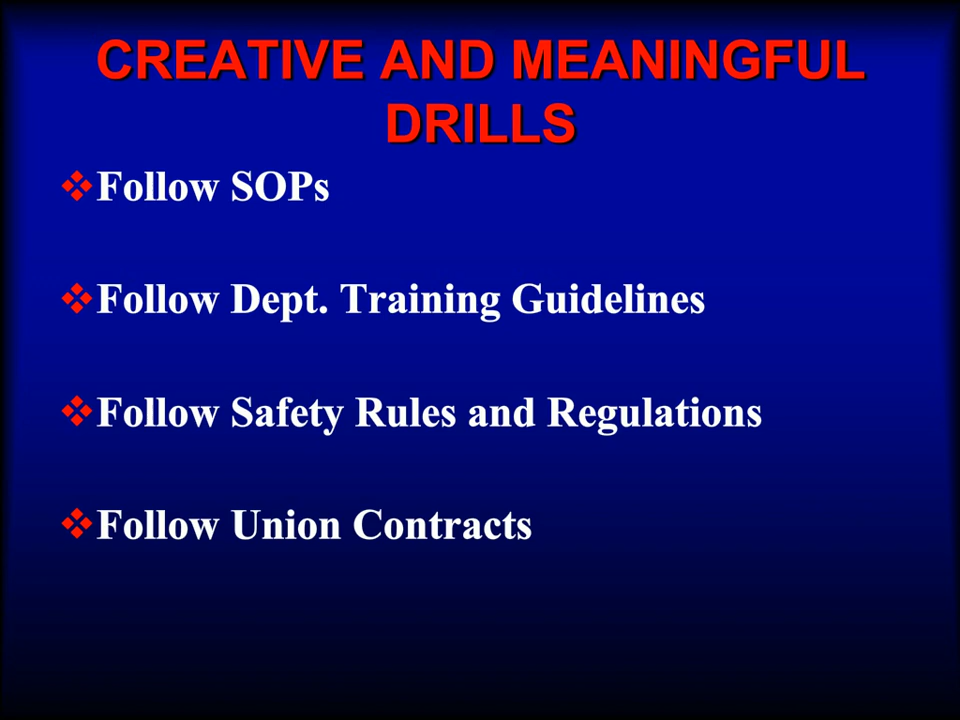 CREATIVE AND MEANINGFUL
DRILLS
Follow SOPs
Follow Dept. Training Guidelines
Follow Safety Rules and Regulations
Follow Union Contracts